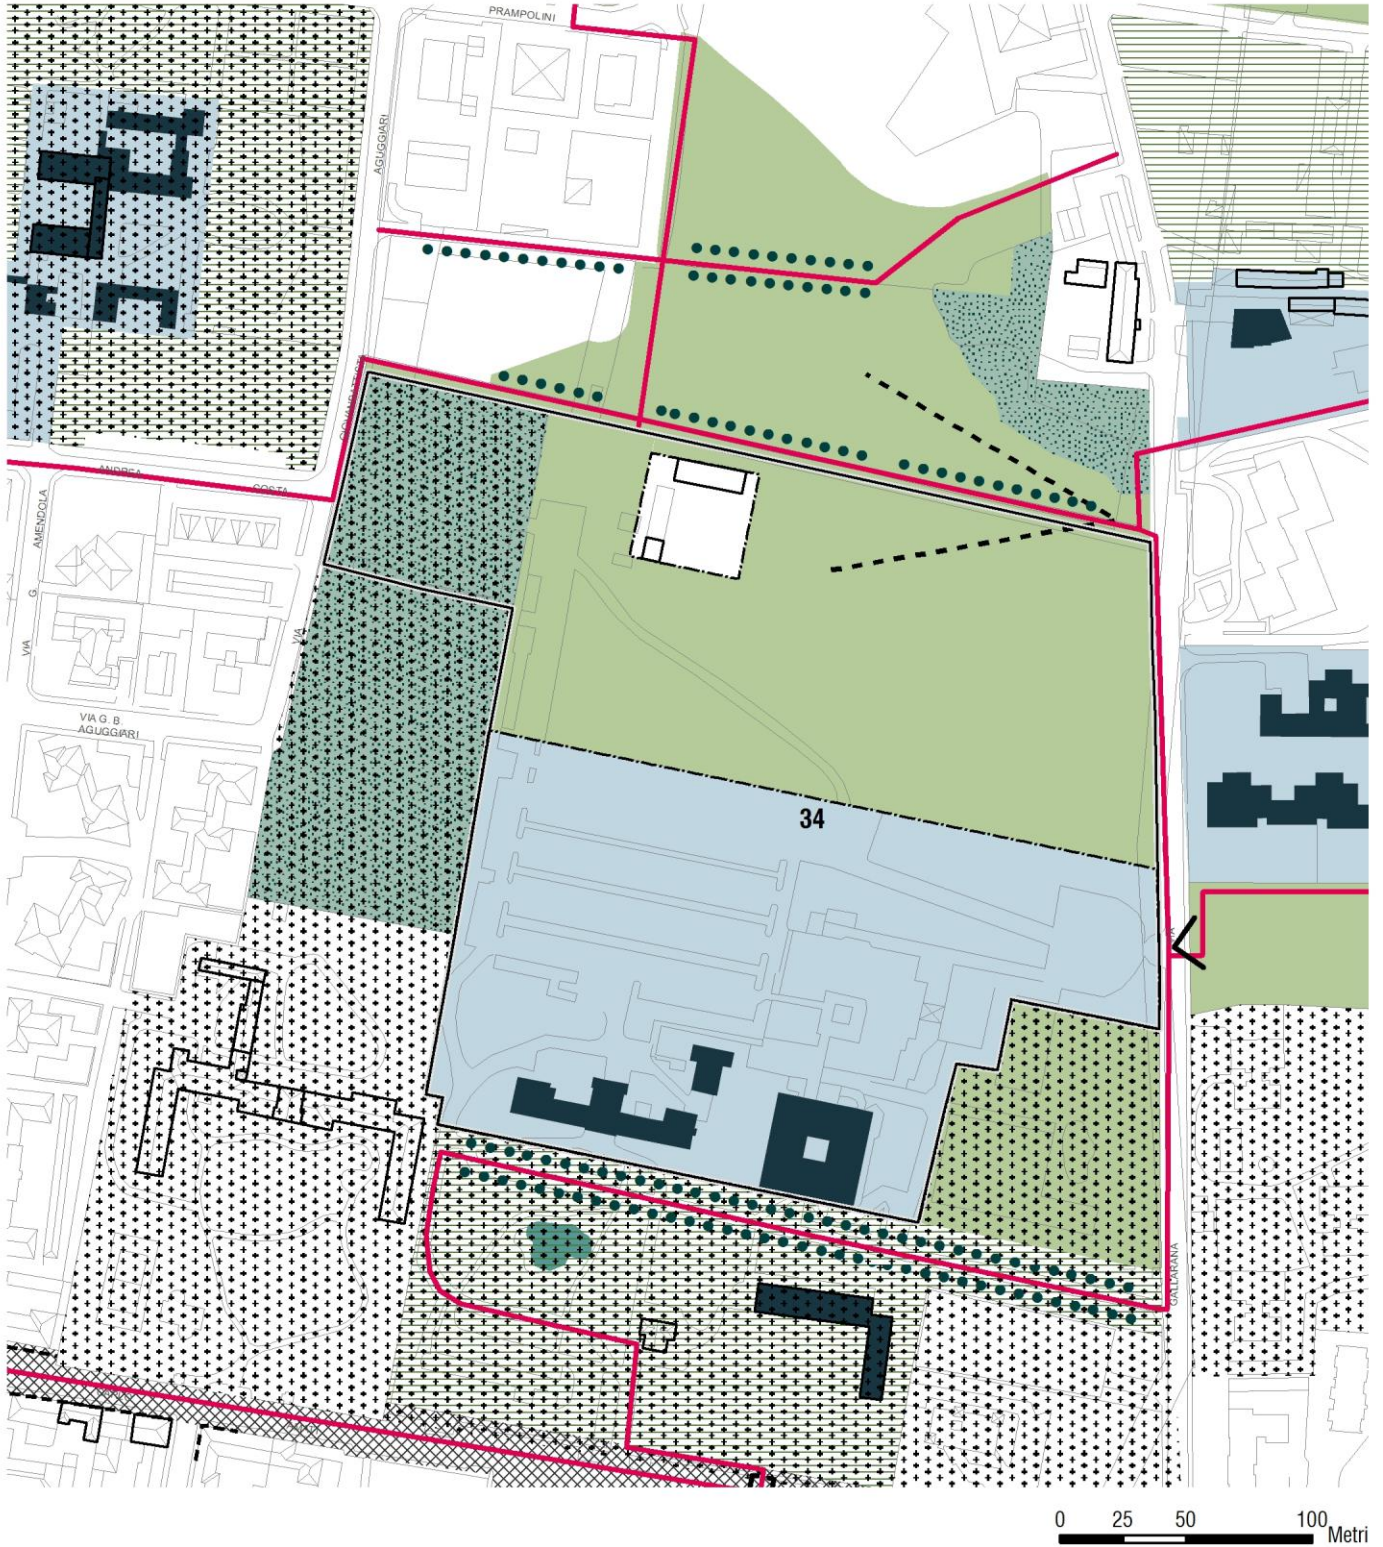 PRAMPOLINI
AGUGGIARI
ANDREA
COSTA
AMENDOLA
G.
VIA
VIA
VIA G. B.
AGUGGIARI
34
GALLARANA
0 25 50 100
Metri